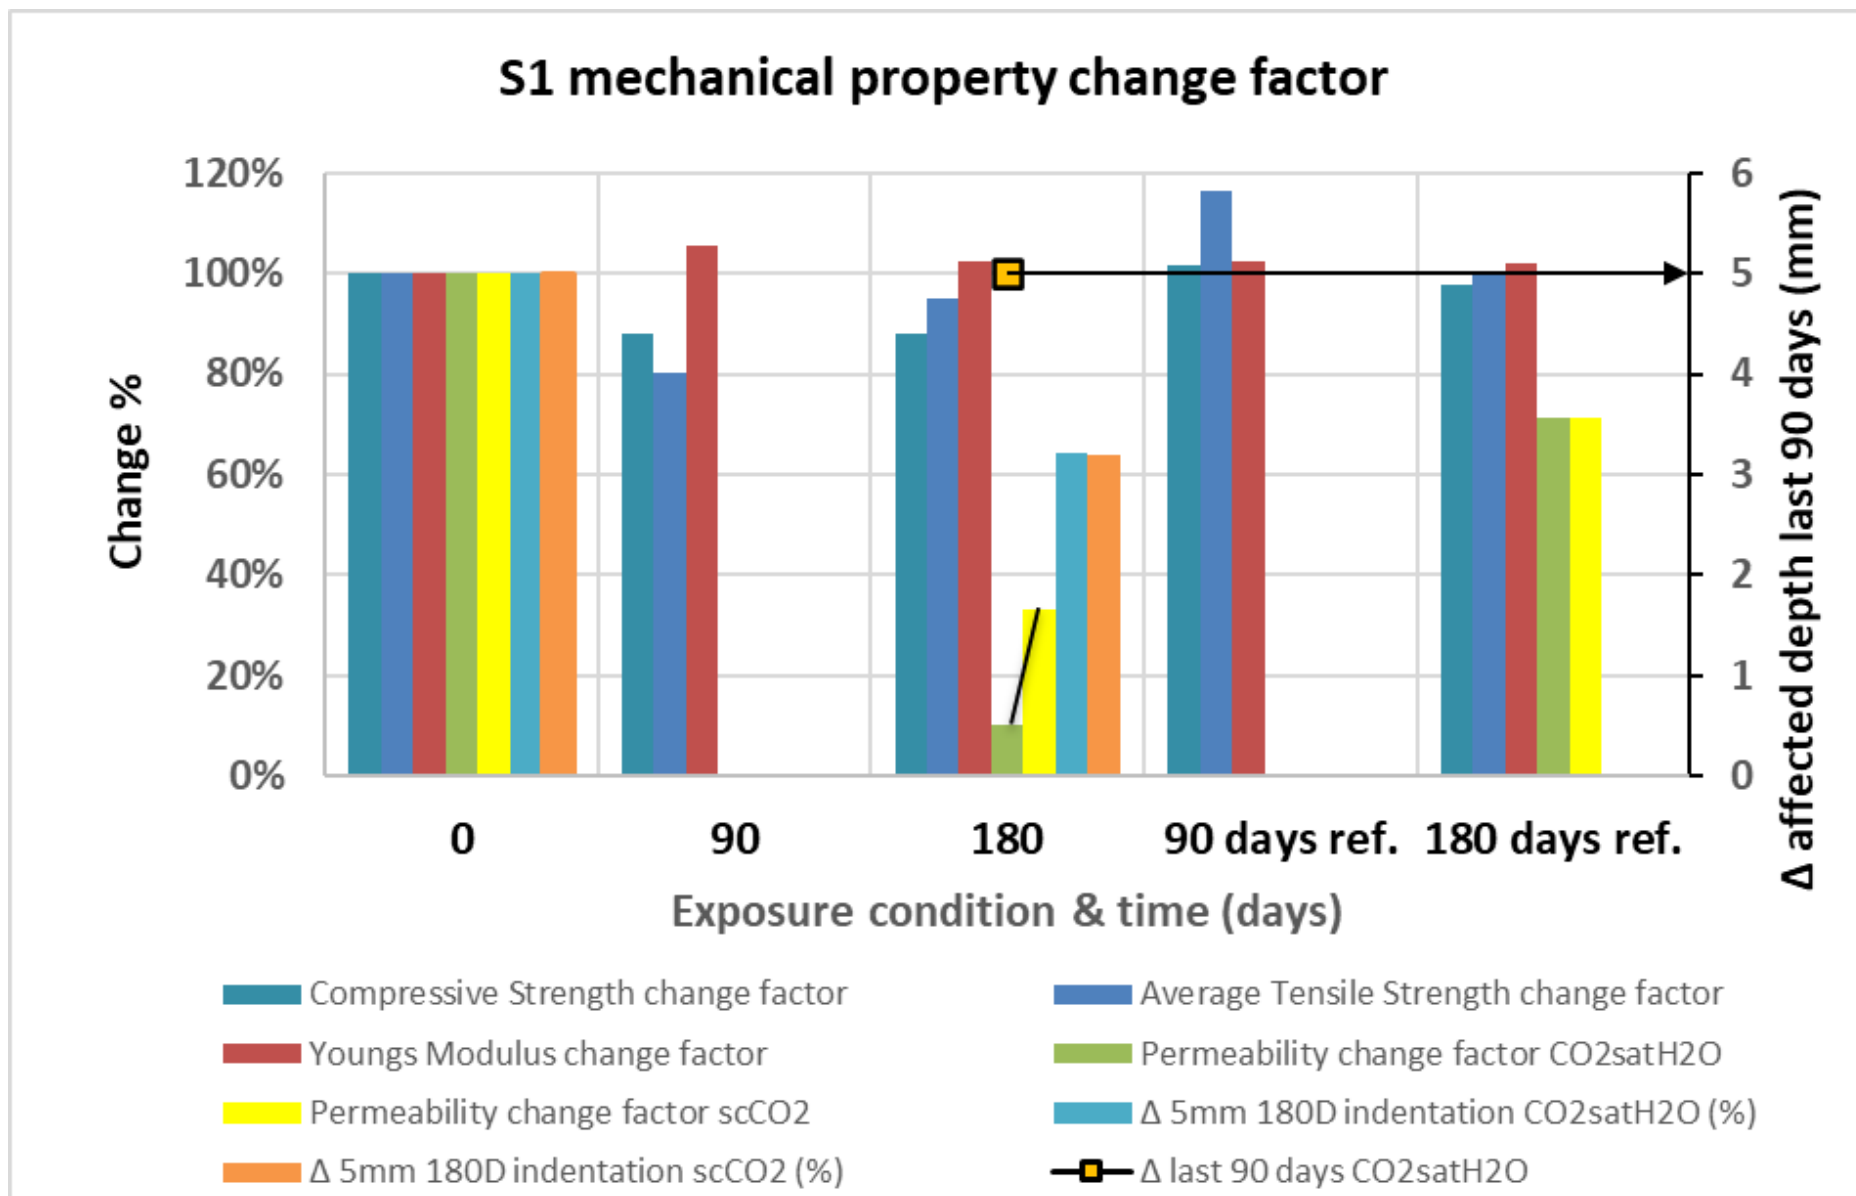 S1 mechanical property change factor
120%
100%
80%
60%
40%
20%
0%
Change %
6
5
4
3
2
1
0
Δ affected depth last 90 days (mm)
0 90 180 90 days ref. 180 days ref.
Exposure condition & time (days)
Compressive Strength change factor
Average Tensile Strength change factor
Youngs Modulus change factor
Permeability change factor CO2satH2O
Permeability change factor scCO2
Δ 5mm 180D indentation CO2satH2O (%)
Δ 5mm 180D indentation scCO2 (%)
Δ last 90 days CO2satH2O